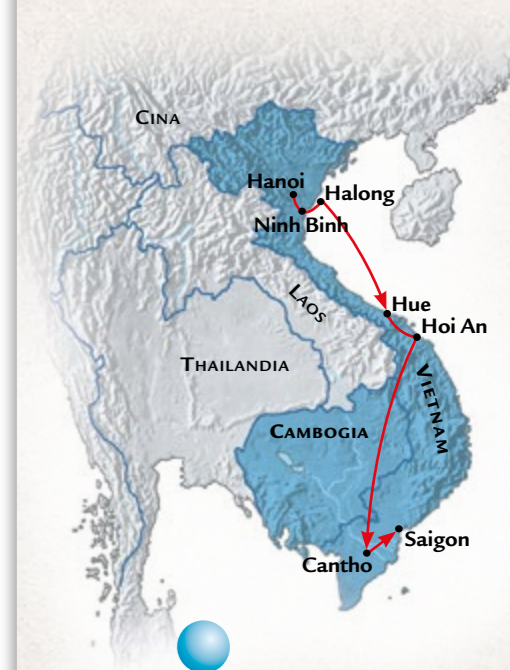 CINA
Hanoi
Halong
Ninh Binh
LAOS
Hue
Hoi An
THAILANDIA
VIETNAM
CAMBOGIA
Saigon
Cantho